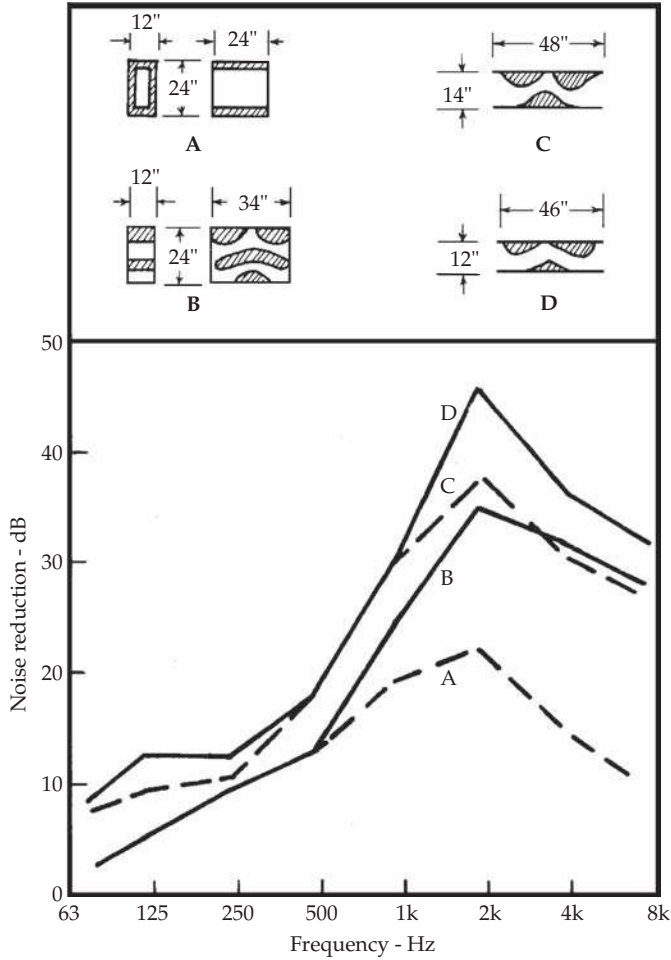 12" 24" 48"
24" 14"
A C
12" 34" 46"
24" 12"
B D
50
40
30
20
10
0
Noise reduction - dB
D
C
B
A
63 125 250 500 1k 2k 4k 8k
Frequency - Hz